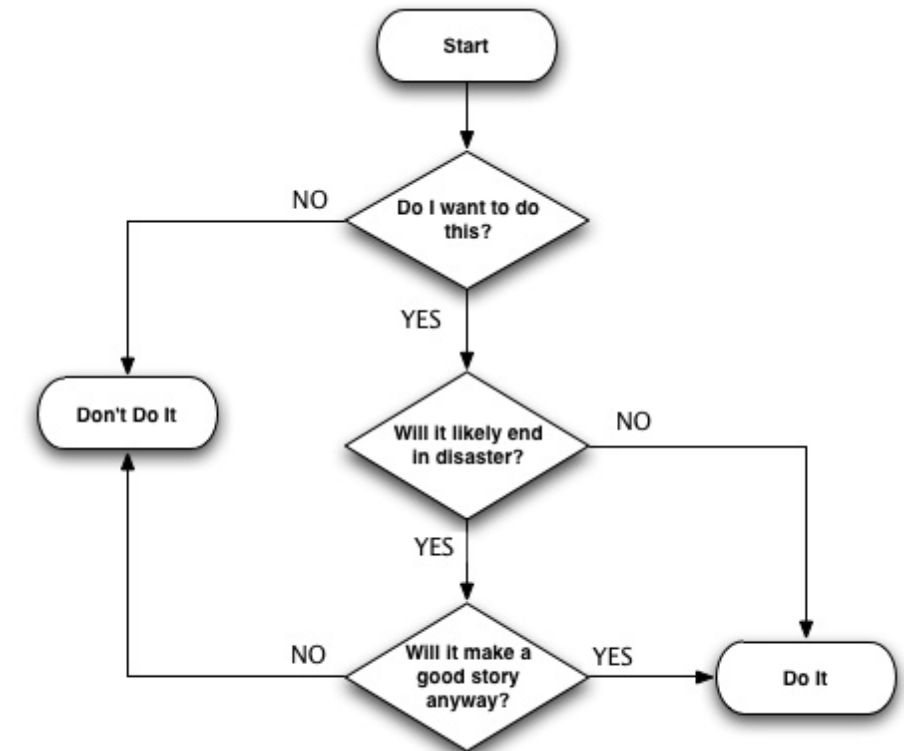 Start
NO
Do I want to do
this?
YES
Don't Do It
Will it likely end
in disaster?
NO
YES
NO
Will it make a
good story
anyway?
YES
Do It